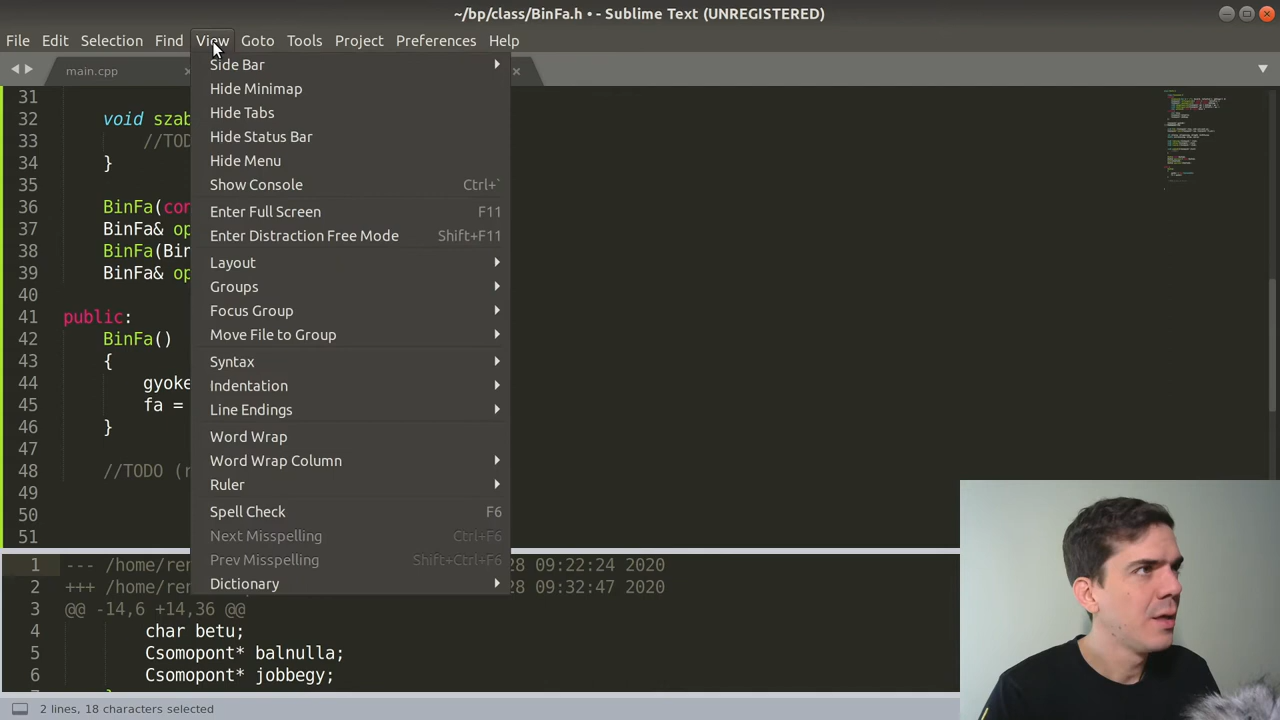 ~/bp/class/BinFa.h • - Sublime Text (UNREGISTERED)
File Edit Selection Find View Goto Tools Project Preferences Help
main.cpp
Side Bar
Hide Minimap
Hide Tabs
Hide Status Bar
Hide Menu
Show Console Ctrl+`
Enter Full Screen F11
Enter Distraction Free Mode Shift+F11
Layout
Groups
Focus Group
Move File to Group
Syntax
Indentation
Line Endings
Word Wrap
Word Wrap Column
Ruler
Spell Check F6
Next Misspelling Ctrl+F6
Prev Misspelling Shift+Ctrl+F6
Dictionary
31
32 void szab
33 //TOD
34 }
35
36 BinFa(con
37 BinFa& op
38 BinFa(Bin
39 BinFa& op
40
41 public:
42 BinFa()
43 {
44 gyoke
45 fa =
46 }
47
48 //TODO (r
49
50
51
1 --- /home/ren 28 09:22:24 2020
2 +++ /home/ren 28 09:32:47 2020
3 @@ -14,6 +14,36 @@
4 char betu;
5 Csomopont* balnulla;
6 Csomopont* jobbegy;
2 lines, 18 characters selected